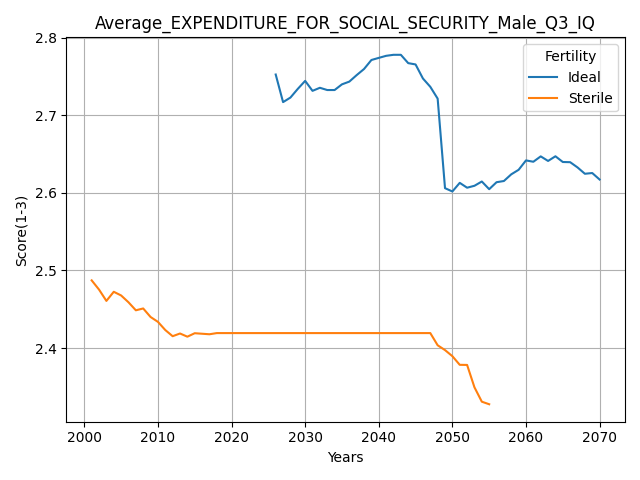 Average_EXPENDITURE_FOR_SOCIAL_SECURITY_Male_Q3_IQ
Fertility
Ideal
Sterile
Score(1-3)
2.8
2.7
2.6
2.5
2.4
2000 2010 2020 2030 2040 2050 2060 2070
Years